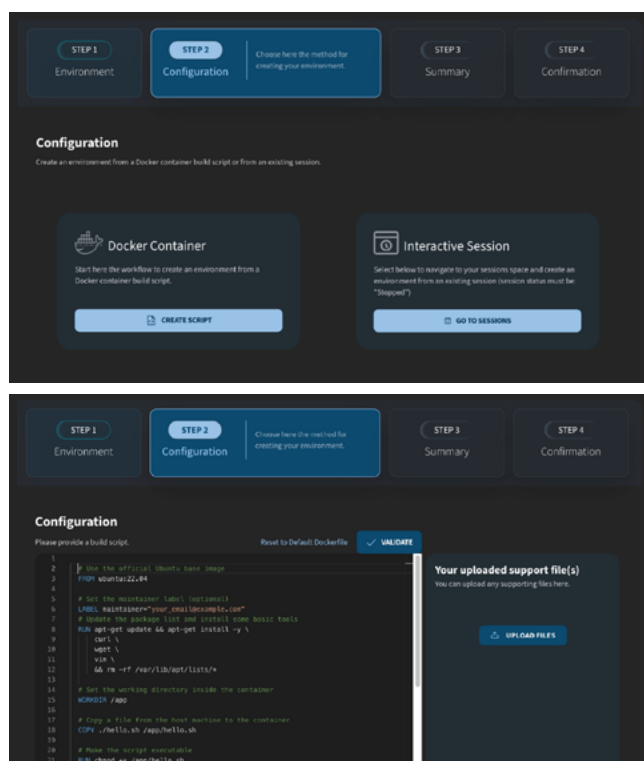 STEP 1
Environment
STEP 2
Configuration
Choose here the method for
creating your environment.
STEP 3
Summary
STEP 4
Confirmation
Configuration
Create an environment from a Docker container build script or from an existing session.
Docker Container
Start here the workflow to create an environment from a
Docker container build script.
CREATE SCRIPT
Interactive Session
Select below to navigate to your sessions space and create an
environment from an existing session (session status must be:
"Stopped")
GO TO SESSIONS
STEP 1
Environment
STEP 2
Configuration
Choose here the method for
creating your environment.
STEP 3
Summary
STEP 4
Confirmation
Configuration
Please provide a build script.
Reset to Default Dockerfile
VALIDATE
1
2 # Use the official Ubuntu base image
3 FROM ubuntu:22.04
4
5 # Set the maintainer label (optional)
6 LABEL maintainer="your_email@example.com"
7 # Update the package list and install some basic tools
8 RUN apt-get update && apt-get install -y \
9 curl \
10 wget \
11 vim \
12 && rm -rf /var/lib/apt/lists/*
13
14 # Set the working directory inside the container
15 WORKDIR /app
16
17 # Copy a file from the host machine to the container
18 COPY ./hello.sh /app/hello.sh
19
20 # Make the script executable
21 RUN chmod +x /app/hello.sh
Your uploaded support file(s)
You can upload any supporting files here.
UPLOAD FILES